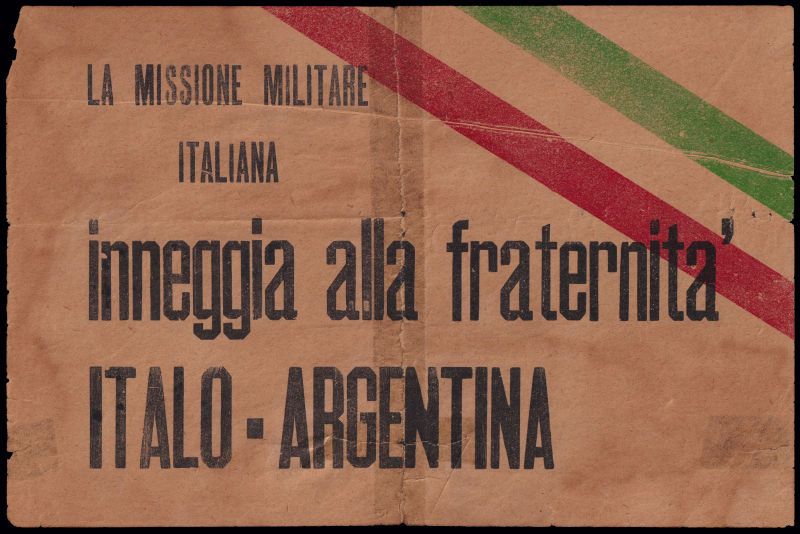 LA MISSIONE MILITARE
ITALIANA
inneggia alla fraternita'
ITALO - ARGENTINA